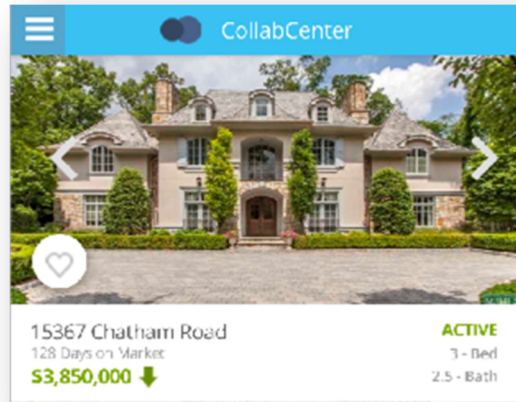 CollabCenter
15367 Chatham Road
ACTIVE
128 Days on Market
3 - Bed
$3,850,000
2.5 - Bath